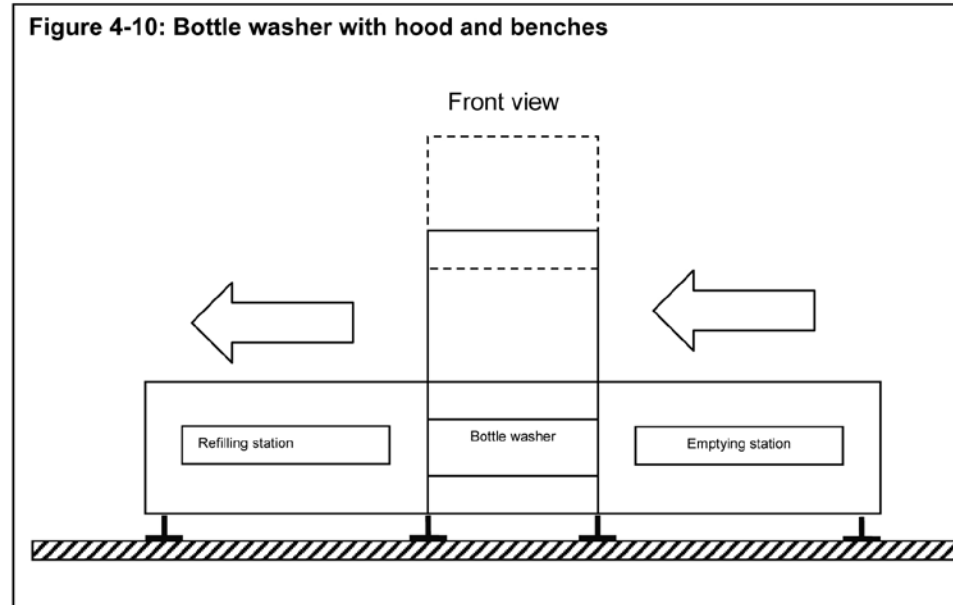 Figure 4-10: Bottle washer with hood and benches
Front view
Refilling station
Bottle washer
Emptying station